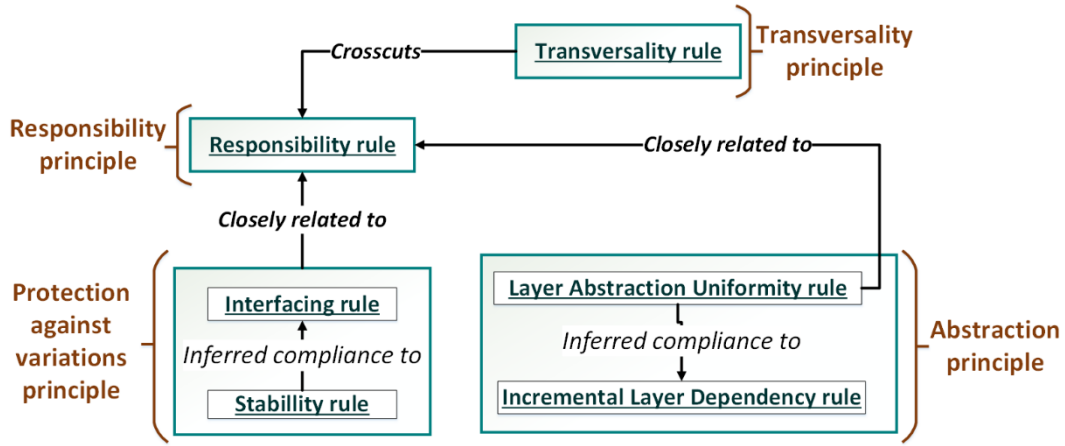 Transversality
principle
Crosscuts
Transversality rule
Responsibility
principle
Responsibility rule
Closely related to
Closely related to
Protection
against
variations
principle
Interfacing rule
Inferred compliance to
Stabillity rule
Layer Abstraction Uniformity rule
Inferred compliance to
Incremental Layer Dependency rule
Abstraction
principle